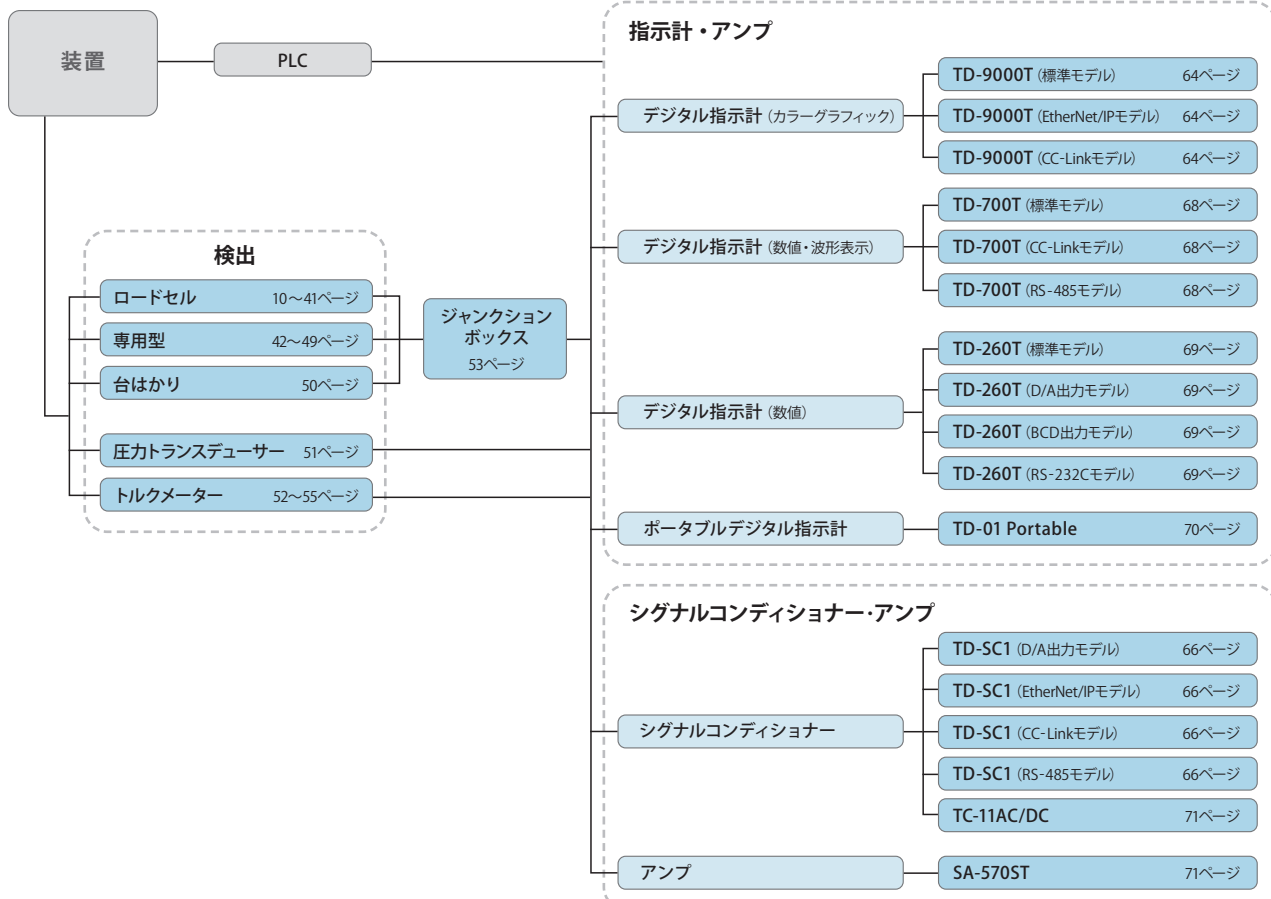 装置
PLC
検出
ロードセル 10～41ページ
専用型 42～49ページ
台はかり 50ページ
圧力トランスデューサー 51ページ
トルクメーター 52～55ページ
ジャンクション
ボックス
53ページ
指示計・アンプ
デジタル指示計（カラーグラフィック）
TD-9000T（標準モデル） 64ページ
TD-9000T（EtherNet/IPモデル） 64ページ
TD-9000T（CC-Linkモデル） 64ページ
デジタル指示計（数値・波形表示）
TD-700T（標準モデル） 68ページ
TD-700T（CC-Linkモデル） 68ページ
TD-700T（RS-485モデル） 68ページ
デジタル指示計（数値）
TD-260T（標準モデル） 69ページ
TD-260T（D/A出力モデル） 69ページ
TD-260T（BCD出力モデル） 69ページ
TD-260T（RS-232Cモデル） 69ページ
ポータブルデジタル指示計
TD-01 Portable 70ページ
シグナルコンディショナー・アンプ
シグナルコンディショナー
TD-SC1（D/A出力モデル） 66ページ
TD-SC1（EtherNet/IPモデル） 66ページ
TD-SC1（CC-Linkモデル） 66ページ
TD-SC1（RS-485モデル） 66ページ
TC-11AC/DC 71ページ
アンプ
SA-570ST 71ページ